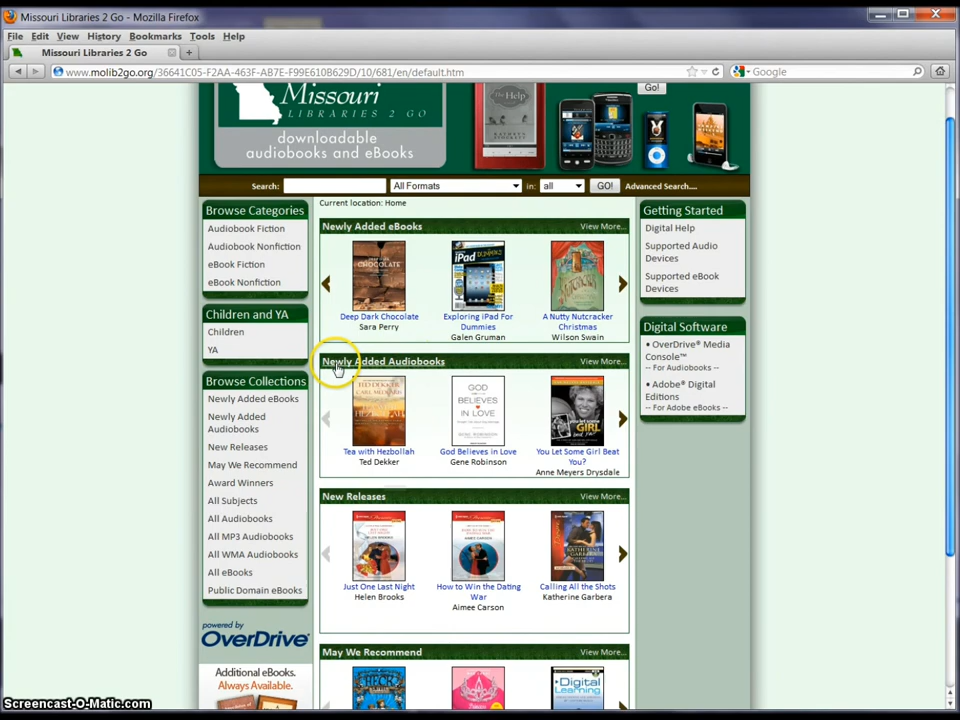 Missouri Libraries 2 Go - Mozilla Firefox
File Edit View History Bookmarks Tools Help
Missouri Libraries 2 Go
www.molib2go.org/36641C05-F2AA-463F-AB7E-F99E610B629D/10/681/en/default.htm
Google
Missouri
LIBRARIES 2 GO
downloadable
audiobooks and eBooks
The Help
Go!
Search:
All Formats
in:
all
GO!
Advanced Search....
Browse Categories
Audiobook Fiction
Audiobook Nonfiction
eBook Fiction
eBook Nonfiction
Children and YA
Children
YA
Browse Collections
Newly Added eBooks
Newly Added
Audiobooks
New Releases
May We Recommend
Award Winners
All Subjects
All Audiobooks
All MP3 Audiobooks
All WMA Audiobooks
All eBooks
Public Domain eBooks
powered by
OverDrive®
Additional eBooks.
Always Available.
Current location: Home
Newly Added eBooks
View More...
CHOCOLATE
iPad
DUMMIES
Deep Dark Chocolate
Sara Perry
Exploring iPad For
Dummies
Galen Gruman
A Nutty Nutcracker
Christmas
Wilson Swain
Newly Added Audiobooks
View More...
TED DEKKER
GOD
BELIEVES
IN LOVE
GIRL
Tea with Hezbollah
Ted Dekker
God Believes in Love
Gene Robinson
You Let Some Girl Beat
You?
Anne Meyers Drysdale
New Releases
View More...
Just One Last Night
Helen Brooks
How to Win the Dating
War
Aimee Carson
Calling All the Shots
Katherine Garbera
May We Recommend
View More...
BECK
Digital
Learning
Getting Started
Digital Help
Supported Audio
Devices
Supported eBook
Devices
Digital Software
• OverDrive® Media
Console™
-- For Audiobooks --
• Adobe® Digital
Editions
-- For Adobe eBooks --
Screencast-O-Matic.com